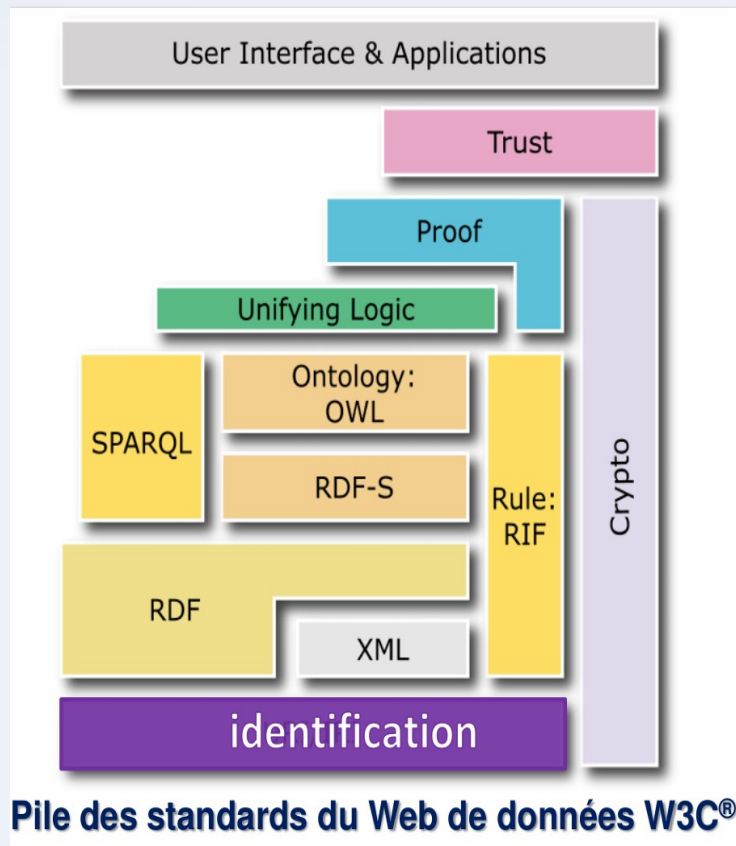 User Interface & Applications
Trust
Proof
Unifying Logic
Ontology:
OWL
SPARQL
RDF-S
Rule:
RIF
Crypto
RDF
XML
identification
Pile des standards du Web de données W3C®